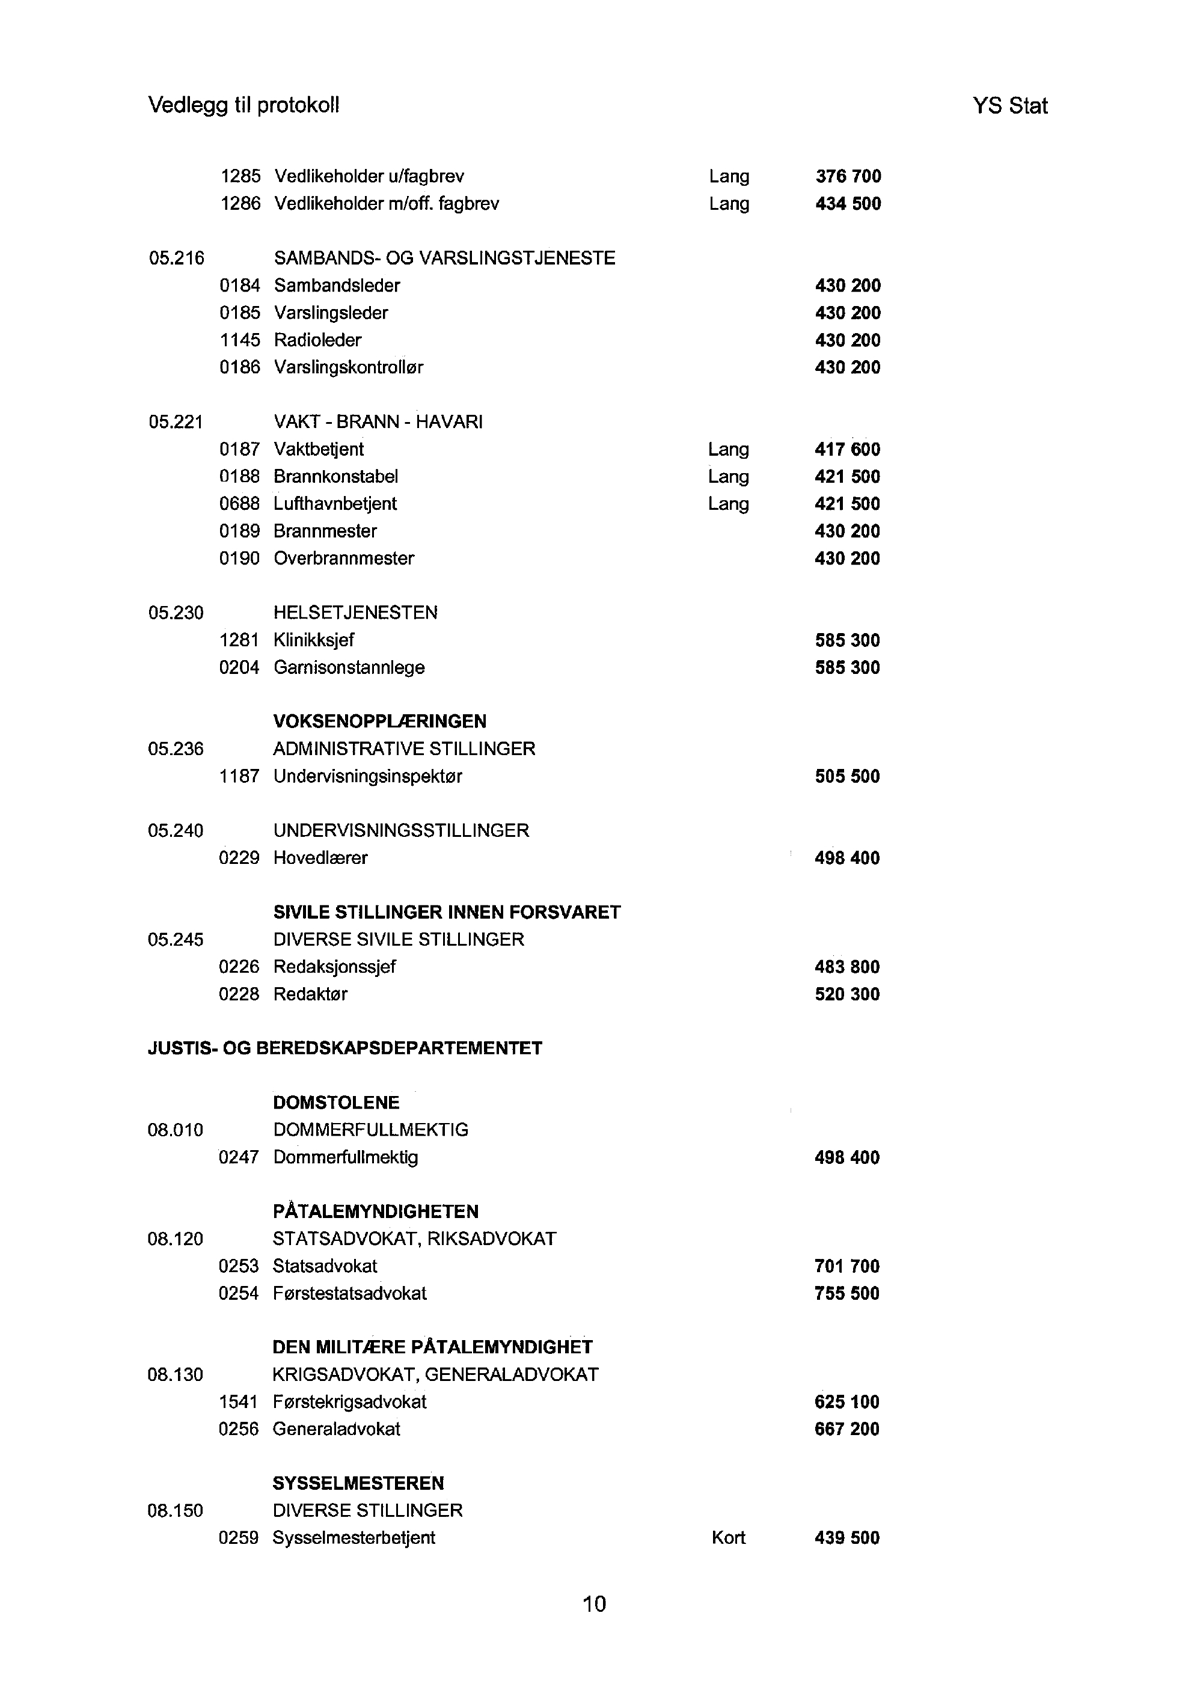 Vedlegg til protokoll YS Stat
1285 Vedlikeholder u/fagbrev Lang 376 700
1286 Vedlikeholder m/off. fagbrev Lang 434 500
05.216 SAMBANDS- OG VARSLINGSTJENESTE
0184 Sambandsleder 430 200
0185 Varslingsleder 430 200
1145 Radioleder 430 200
0186 Varslingskontrollør 430 200
05.221 VAKT - BRANN - HAVARI
0187 Vaktbetjent Lang 417 600
0188 Brannkonstabel Lang 421 500
0688 Lufthavnbetjent Lang 421 500
0189 Brannmester 430 200
0190 Overbrannmester 430 200
05.230 HELSETJENESTEN
1281 Klinikksjef 585 300
0204 Garnisonstannlege 585 300
VOKSENOPPLÆRINGEN
05.236 ADMINISTRATIVE STILLINGER
1187 Undervisningsinspektør 505 500
05.240 UNDERVISNINGSSTILLINGER
0229 Hovedlærer 498 400
SIVILE STILLINGER INNEN FORSVARET
05.245 DIVERSE SIVILE STILLINGER
0226 Redaksjonssjef 483 800
0228 Redaktør 520 300
JUSTIS- OG BEREDSKAPSDEPARTEMENTET
DOMSTOLENE
08.010 DOMMERFULLMEKTIG
0247 Dommerfullmektig 498 400
PÅTALEMYNDIGHETEN
08.120 STATSADVOKAT, RIKSADVOKAT
0253 Statsadvokat 701 700
0254 Førstestatsadvokat 755 500
DEN MILITÆRE PÅTALEMYNDIGHET
08.130 KRIGSADVOKAT, GENERALADVOKAT
1541 Førstekrigsadvokat 625 100
0256 Generaladvokat 667 200
SYSSELMESTEREN
08.150 DIVERSE STILLINGER
0259 Sysselmesterbetjent Kort 439 500
10